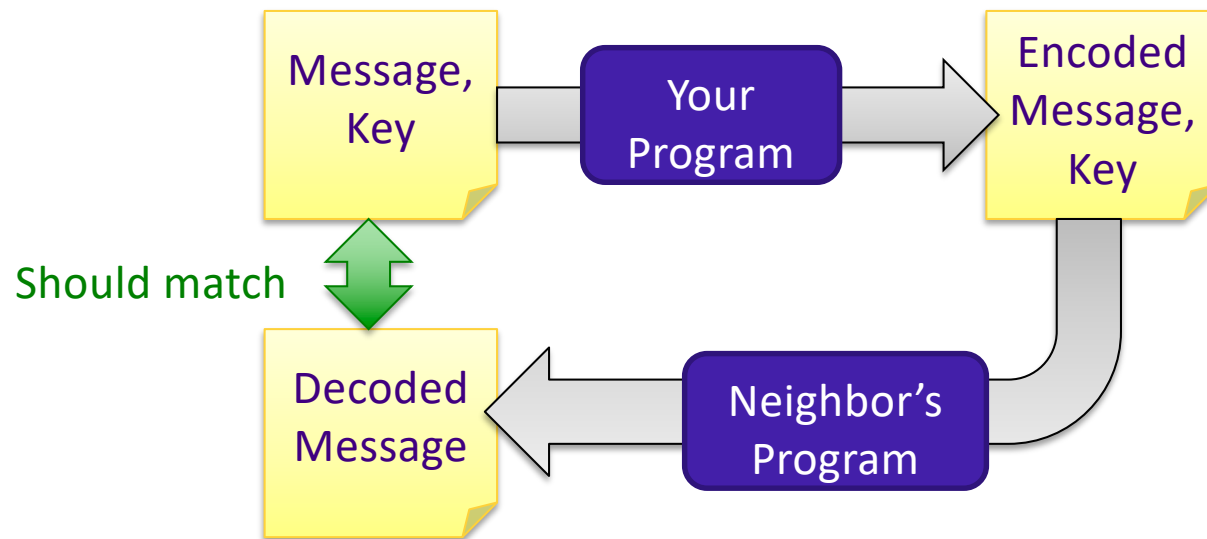 Message,
Key
Your
Program
Encoded
Message,
Key
Should match
Decoded
Message
Neighbor’s
Program